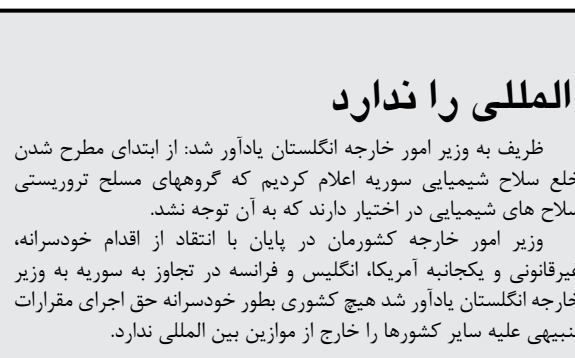 المللی را ندارد
ظریف به وزیر امور خارجه انگلستان یادآور شد: از ابتدای مطرح شدن
خلع سلاح شیمیایی سوریه اعلام کردیم که گروههای مسلح تروریستی
سلاح های شیمیایی در اختیار دارند که به آن توجه نشد.
وزیر امور خارجه کشورمان در پایان با انتقاد از اقدام خودسرانه،
غیرقانونی و یکجانبه آمریکا، انگلیس و فرانسه در تجاوز به سوریه به وزیر
خارجه انگلستان یادآور شد هیچ کشوری بطور خودسرانه حق اجرای مقرارات
تنبیهی علیه سایر کشورها را خارج از موازین بین المللی ندارد.